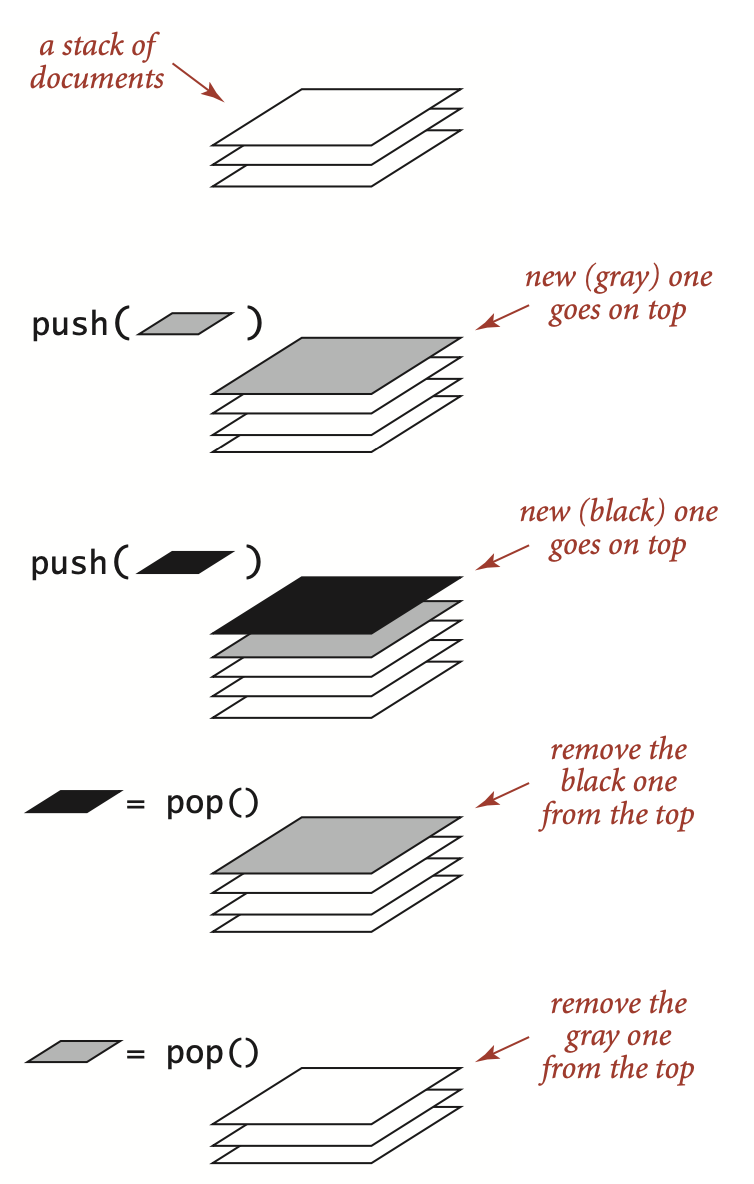 a stack of
documents
new (gray) one
goes on top
push( )
new (black) one
goes on top
push( )
remove the
black one
from the top
= pop()
remove the
gray one
from the top
= pop()